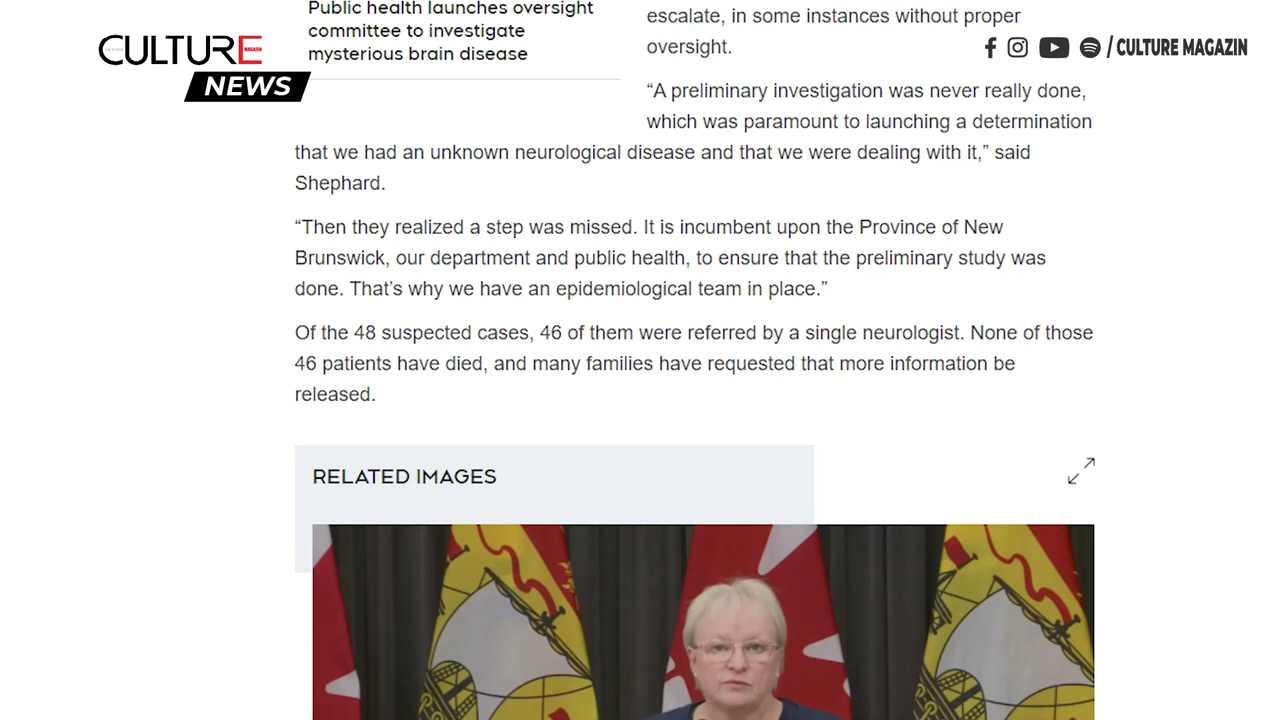 Public health launches oversight
committee to investigate
mysterious brain disease
CULTURE
MAGAZIN
NEWS
/ CULTURE MAGAZIN
escalate, in some instances without proper
oversight.
“A preliminary investigation was never really done,
which was paramount to launching a determination
that we had an unknown neurological disease and that we were dealing with it,” said
Shephard.
“Then they realized a step was missed. It is incumbent upon the Province of New
Brunswick, our department and public health, to ensure that the preliminary study was
done. That’s why we have an epidemiological team in place.”
Of the 48 suspected cases, 46 of them were referred by a single neurologist. None of those
46 patients have died, and many families have requested that more information be
released.
RELATED IMAGES